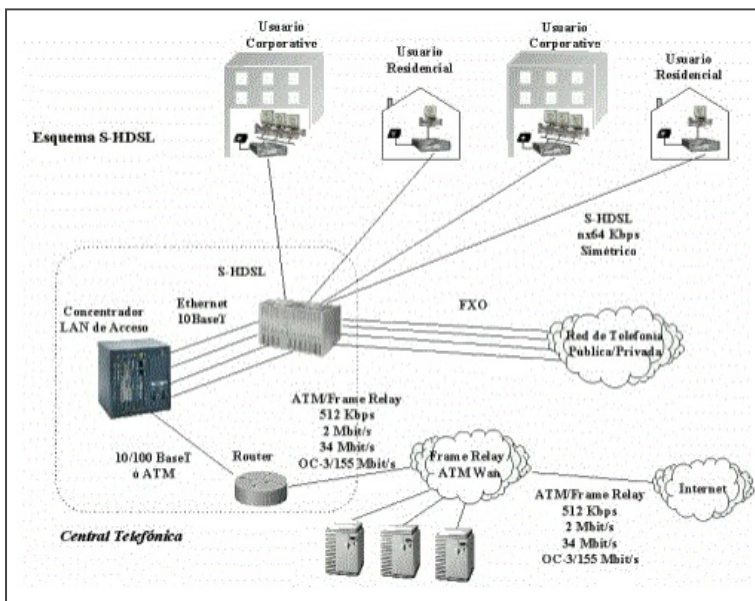 Usuario
Corporative
Usuario
Residencial
Usuario
Corporative
Usuario
Residencial
Esquema S-HDSL
S-HDSL
nx64 Kbps
Simétrico
S-HDSL
Ethernet
10BaseT
Concentrador
LAN de Acceso
FXO
Red de Telefonia
Publica/Privada
ATM/Frame Relay
512 Kbps
2 Mbit/s
34 Mbit/s
OC-3/155 Mbit/s
10/100 BaseT
ó ATM
Router
Frame Relay /
ATM Wan
Internet
ATM/Frame Relay
512 Kbps
2 Mbit/s
34 Mbit/s
OC-3/155 Mbit/s
Central Telefónica